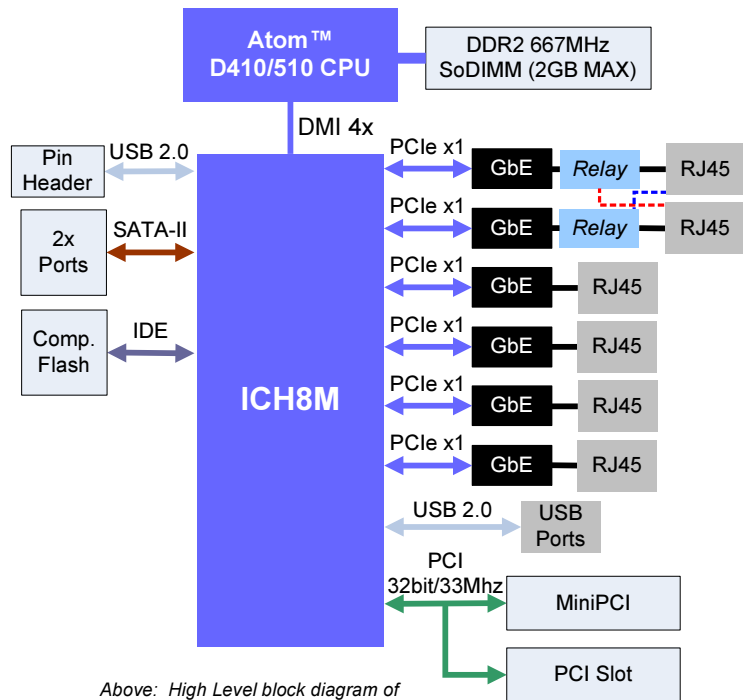 Atom™
D410/510 CPU
DDR2 667MHz
SoDIMM (2GB MAX)
DMI 4x
Pin
Header
USB 2.0
2x
Ports
SATA-II
Comp.
Flash
IDE
ICH8M
PCIe x1
GbE
Relay
RJ45
PCIe x1
GbE
Relay
RJ45
PCIe x1
GbE
RJ45
PCIe x1
GbE
RJ45
PCIe x1
GbE
RJ45
PCIe x1
GbE
RJ45
USB 2.0
USB
Ports
PCI
32bit/33Mhz
MiniPCI
PCI Slot
Above: High Level block diagram of